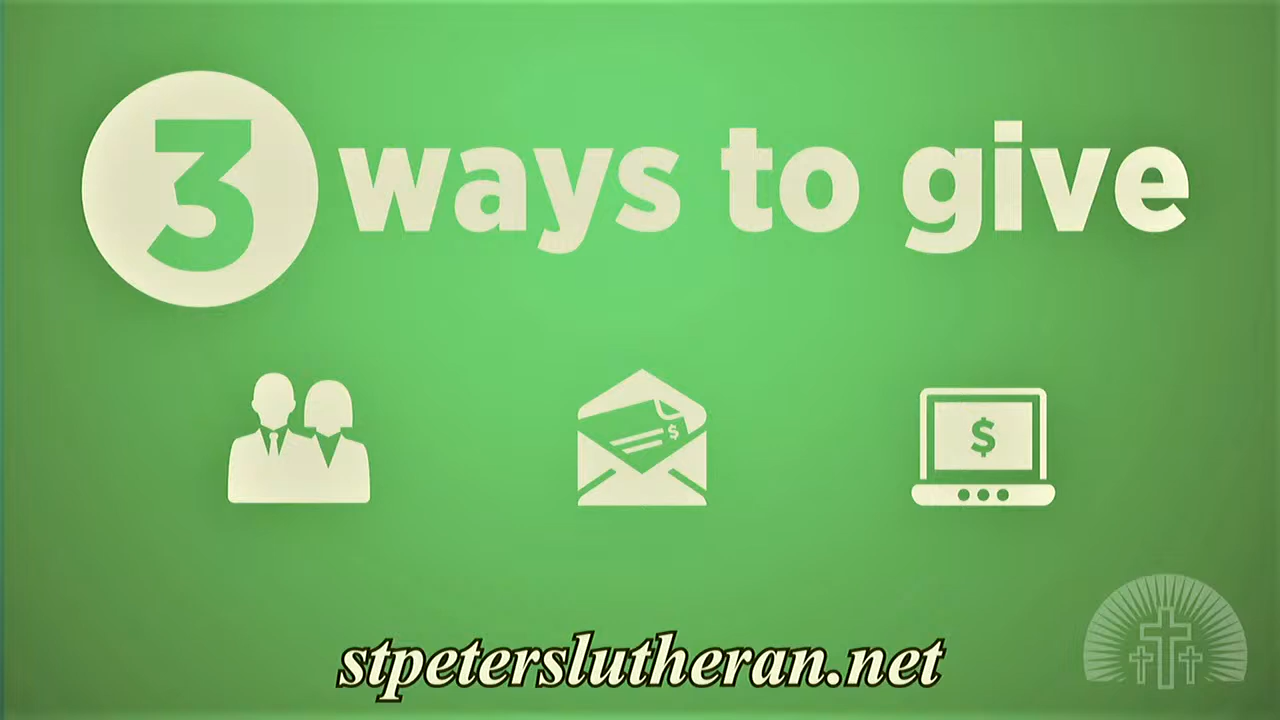 3 ways to give
$
$
stpeterslutheran.net